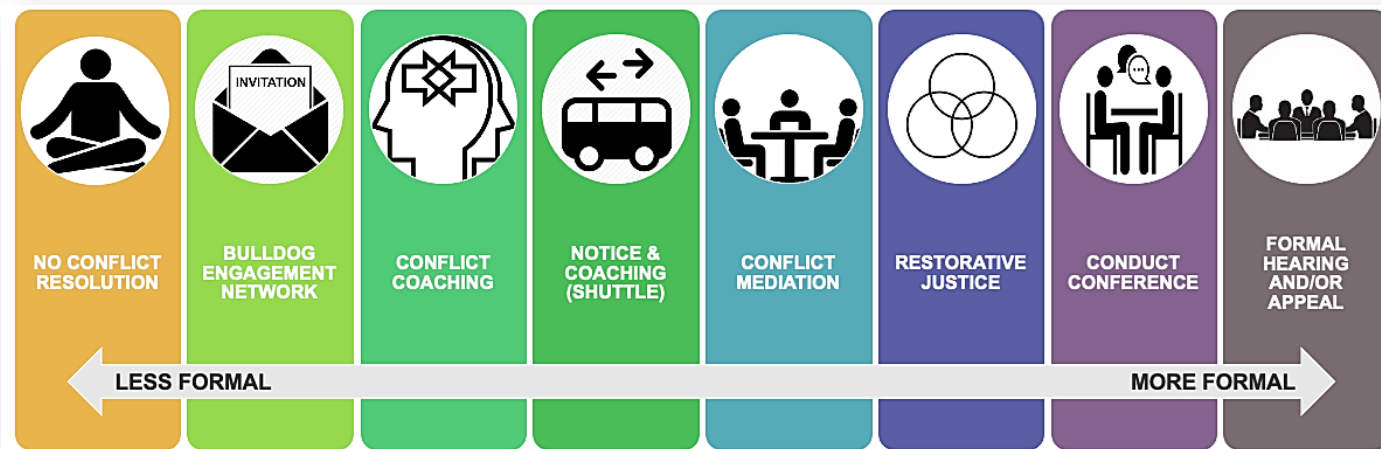 INVITATION
NO CONFLICT
RESOLUTION
BULLDOG
ENGAGEMENT
NETWORK
CONFLICT
COACHING
NOTICE &
COACHING
(SHUTTLE)
CONFLICT
MEDIATION
RESTORATIVE
JUSTICE
CONDUCT
CONFERENCE
FORMAL
HEARING
AND/OR
APPEAL
LESS FORMAL
MORE FORMAL